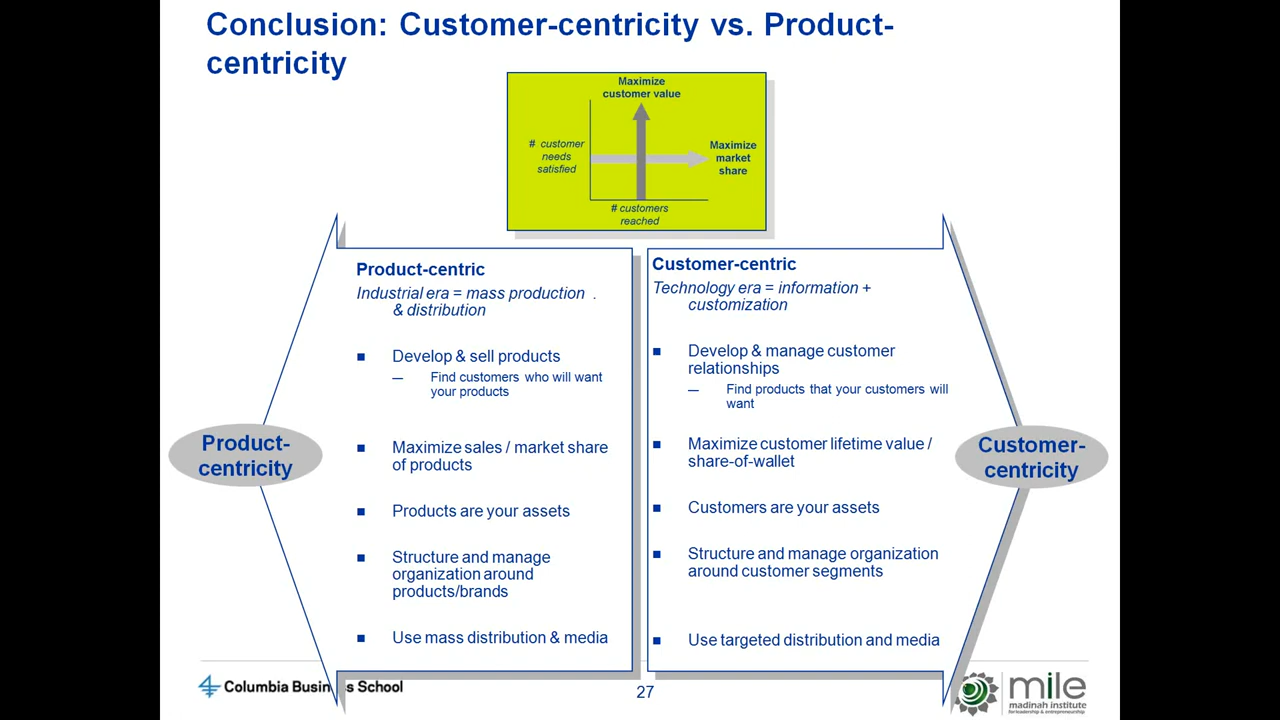 Conclusion: Customer-centricity vs. Product-
centricity
Maximize
customer value
# customer
needs
satisfied
Maximize
market
share
# customers
reached
Product-centric
Industrial era = mass production .
& distribution
Develop & sell products
— Find customers who will want
your products
Maximize sales / market share
of products
Products are your assets
Structure and manage
organization around
products/brands
Use mass distribution & media
Customer-centric
Technology era = information +
customization
Develop & manage customer
relationships
— Find products that your customers will
want
Maximize customer lifetime value /
share-of-wallet
Customers are your assets
Structure and manage organization
around customer segments
Use targeted distribution and media
Product-
centricity
Customer-
centricity
Columbia Business School
27
mile
madinah institute
for leadership & entrepreneurship